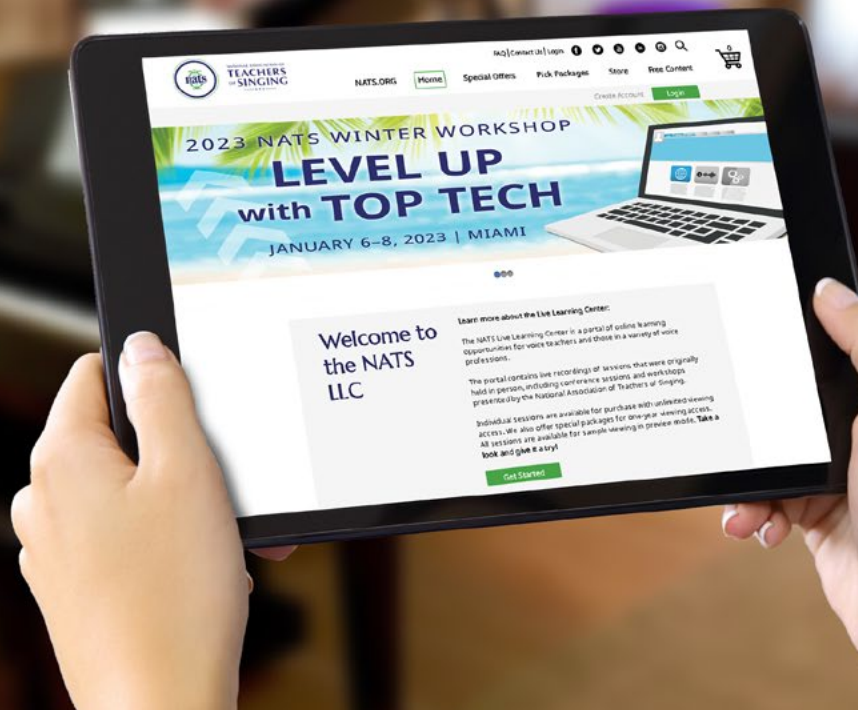 nats
NATIONAL ASSOCIATION OF
TEACHERS
OF SINGING
FAQ | Contact Us | Login
0
NATS.ORG
Home
Special Offers
Pick Packages
Store
Free Content
Create Account
Login
2023 NATS WINTER WORKSHOP
LEVEL UP
with TOP TECH
JANUARY 6–8, 2023 | MIAMI
Welcome to
the NATS
LLC
Learn more about the Live Learning Center:
The NATS Live Learning Center is a portal of online learning
opportunities for voice teachers and those in a variety of voice
professions.
The portal contains live recordings of sessions that were originally
held in person, including conference sessions and workshops
presented by the National Association of Teachers of Singing.
Individual sessions are available for purchase with unlimited viewing
access. We also offer special packages for one-year viewing access.
All sessions are available for sample viewing in preview mode. Take a
look and give it a try!
Get Started